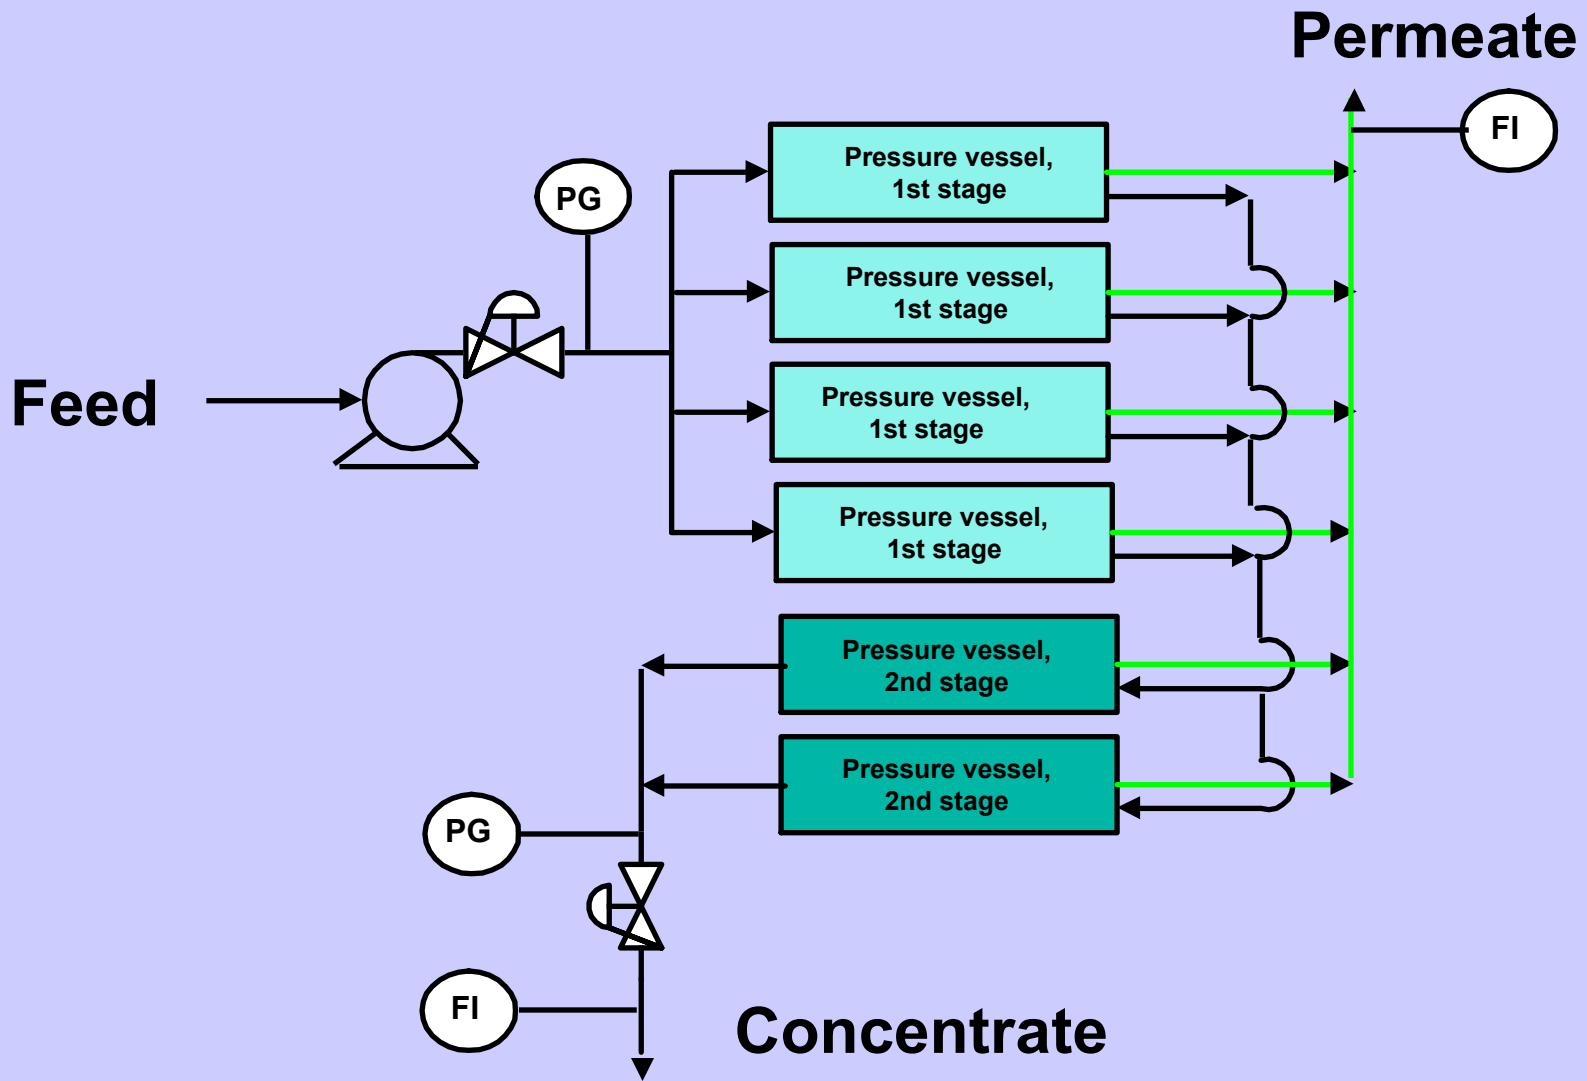 Permeate
FI
Pressure vessel,
1st stage
PG
Pressure vessel,
1st stage
Feed
Pressure vessel,
1st stage
Pressure vessel,
1st stage
Pressure vessel,
2nd stage
Pressure vessel,
2nd stage
PG
FI
Concentrate